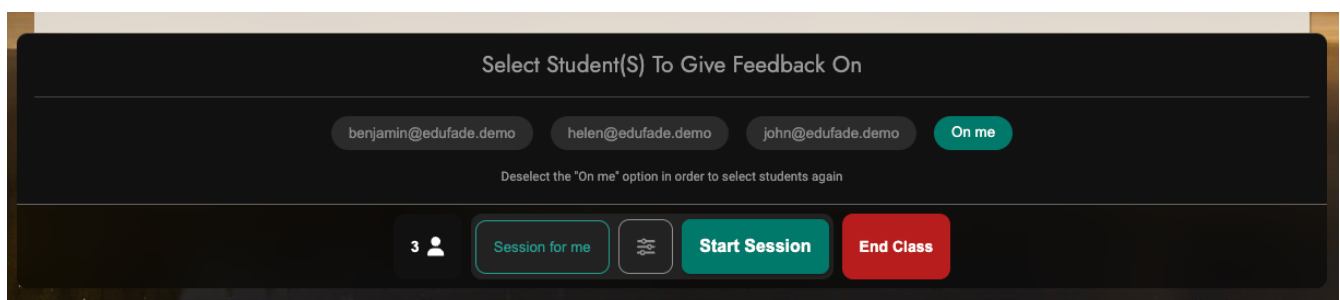 Select Student(S) To Give Feedback On
benjamin@edufade.demo helen@edufade.demo john@edufade.demo On me
Deselect the "On me" option in order to select students again
3 Session for me Start Session End Class